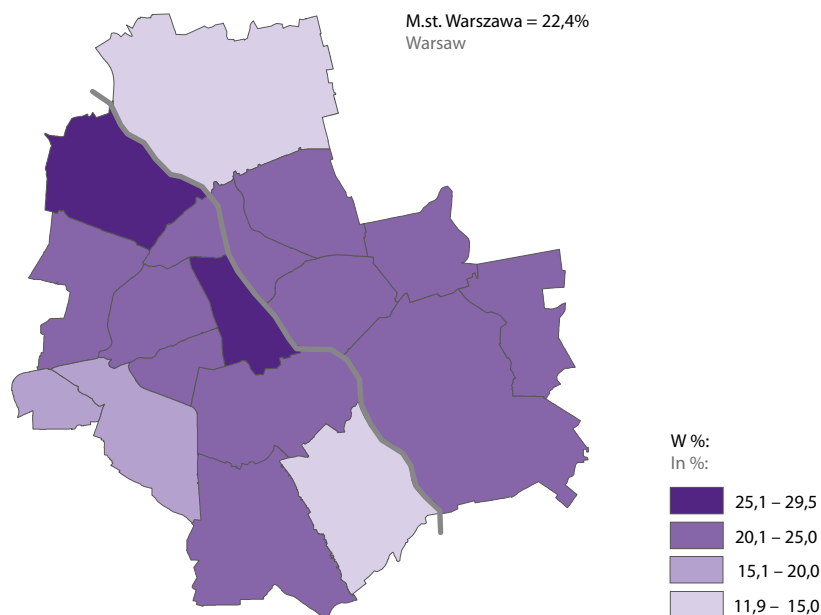 M.st. Warszawa = 22,4%
Warsaw
W %:
In %:
25,1 – 29,5
20,1 – 25,0
15,1 – 20,0
11,9 – 15,0